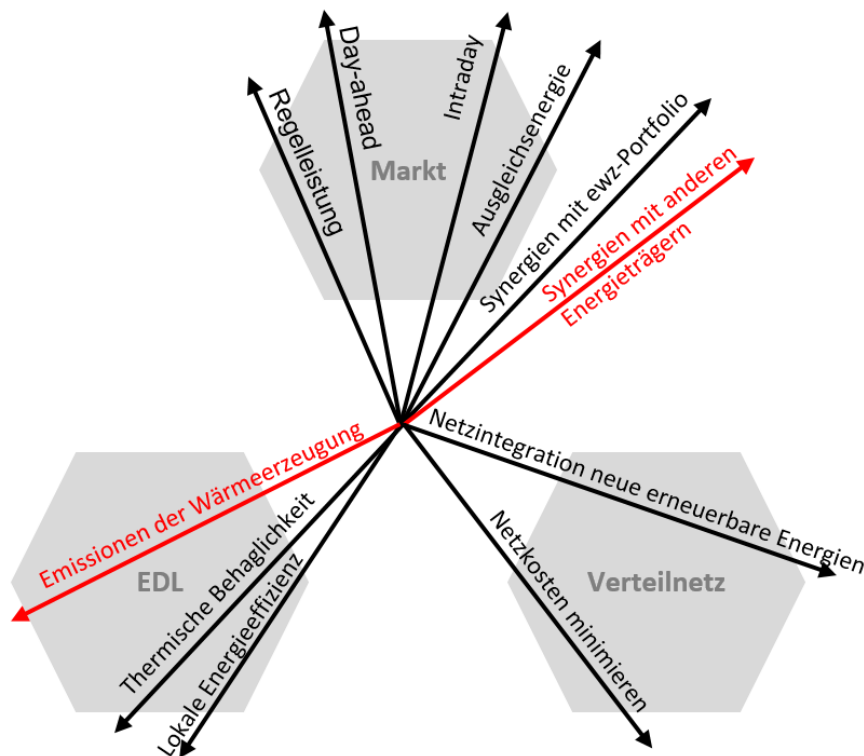 Regelleistung
Day-ahead
Intraday
Ausgleichsenergie
Synergien mit ewz-Portfolio
Synergien mit anderen
Energieträgern
Markt
Netzintegration neue erneuerbare Energien
Netzkosten minimieren
Verteilnetz
Emissionen der Wärmeerzeugung
Thermische Behaglichkeit
Lokale Energieeffizienz
EDL